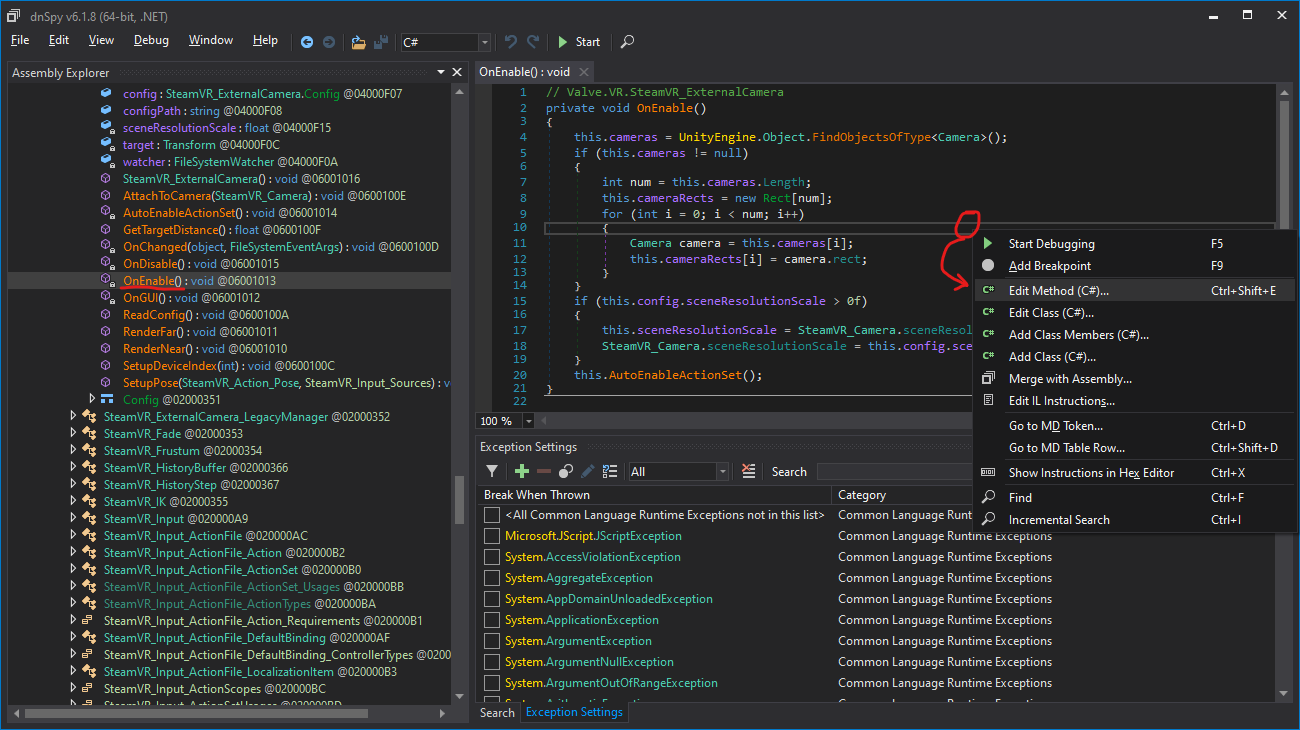 dnSpy v6.1.8 (64-bit, .NET)
File Edit View Debug Window Help C# Start
Assembly Explorer
config : SteamVR_ExternalCamera.Config @04000F07
configPath : string @04000F08
sceneResolutionScale : float @04000F15
target : Transform @04000F0C
watcher : FileSystemWatcher @04000F0A
SteamVR_ExternalCamera() : void @06001016
AttachToCamera(SteamVR_Camera) : void @0600100E
AutoEnableActionSet() : void @06001014
GetTargetDistance() : float @0600100F
OnChanged(object, FileSystemEventArgs) : void @0600100D
OnDisable() : void @06001015
OnEnable() : void @06001013
OnGUI() : void @06001012
ReadConfig() : void @0600100A
RenderFar() : void @06001011
RenderNear() : void @06001010
SetupDeviceIndex(int) : void @0600100C
SetupPose(SteamVR_Action_Pose, SteamVR_Input_Sources) : v
Config @02000351
SteamVR_ExternalCamera_LegacyManager @02000352
SteamVR_Fade @02000353
SteamVR_Frustum @02000354
SteamVR_HistoryBuffer @02000366
SteamVR_HistoryStep @02000367
SteamVR_IK @02000355
SteamVR_Input @020000A9
SteamVR_Input_ActionFile @020000AC
SteamVR_Input_ActionFile_Action @020000B2
SteamVR_Input_ActionFile_ActionSet @020000B0
SteamVR_Input_ActionFile_ActionSet_Usages @020000BB
SteamVR_Input_ActionFile_ActionTypes @020000BA
SteamVR_Input_ActionFile_Action_Requirements @020000B1
SteamVR_Input_ActionFile_DefaultBinding @020000AF
SteamVR_Input_ActionFile_DefaultBinding_ControllerTypes @02000
SteamVR_Input_ActionFile_LocalizationItem @020000B3
SteamVR_Input_ActionScopes @020000BC
OnEnable() : void
1 // Valve.VR.SteamVR_ExternalCamera
2 private void OnEnable()
3 {
4 this.cameras = UnityEngine.Object.FindObjectsOfType<Camera>();
5 if (this.cameras != null)
6 {
7 int num = this.cameras.Length;
8 this.cameraRects = new Rect[num];
9 for (int i = 0; i < num; i++)
10 {
11 Camera camera = this.cameras[i];
12 this.cameraRects[i] = camera.rect;
13 }
14 }
15 if (this.config.sceneResolutionScale > 0f)
16 {
17 this.sceneResolutionScale = SteamVR_Camera.sceneResol
18 SteamVR_Camera.sceneResolutionScale = this.config.sce
19 }
20 this.AutoEnableActionSet();
21 }
22
100 %
Start Debugging F5
Add Breakpoint F9
Edit Method (C#)... Ctrl+Shift+E
Edit Class (C#)...
Add Class Members (C#)...
Add Class (C#)...
Merge with Assembly...
Edit IL Instructions...
Go to MD Token... Ctrl+D
Go to MD Table Row... Ctrl+Shift+D
Show Instructions in Hex Editor Ctrl+X
Find Ctrl+F
Incremental Search Ctrl+I
Exception Settings
All Search
Break When Thrown Category
<All Common Language Runtime Exceptions not in this list> Common Language Runtime Exceptions
Microsoft.JScript.JScriptException Common Language Runtime Exceptions
System.AccessViolationException Common Language Runtime Exceptions
System.AggregateException Common Language Runtime Exceptions
System.AppDomainUnloadedException Common Language Runtime Exceptions
System.ApplicationException Common Language Runtime Exceptions
System.ArgumentException Common Language Runtime Exceptions
System.ArgumentNullException Common Language Runtime Exceptions
System.ArgumentOutOfRangeException Common Language Runtime Exceptions
Search Exception Settings